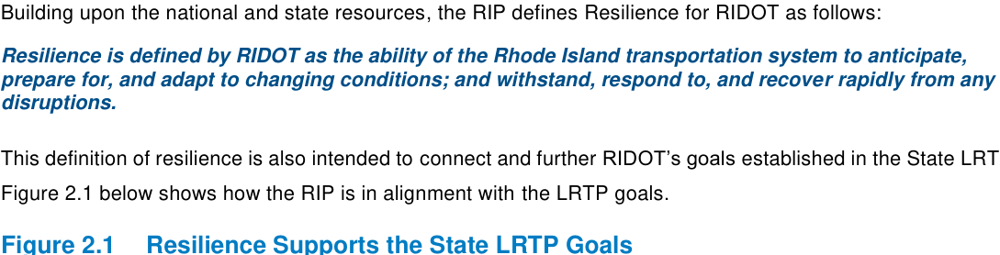 Building upon the national and state resources, the RIP defines Resilience for RIDOT as follows:
Resilience is defined by RIDOT as the ability of the Rhode Island transportation system to anticipate,
prepare for, and adapt to changing conditions; and withstand, respond to, and recover rapidly from any
disruptions.
This definition of resilience is also intended to connect and further RIDOT’s goals established in the State LRT
Figure 2.1 below shows how the RIP is in alignment with the LRTP goals.
Figure 2.1 Resilience Supports the State LRTP Goals